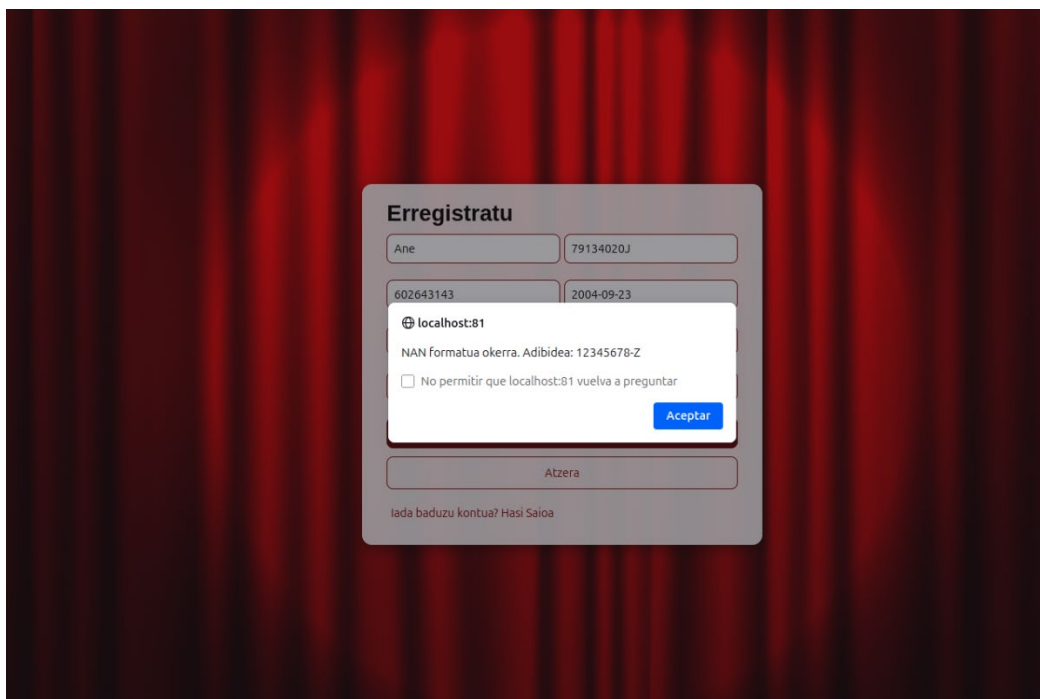 Erregistratu
Ane
79134020J
602643143
2004-09-23
localhost:81
NAN formatua okerra. Adibidea: 12345678-Z
No permitir que localhost:81 vuelva a preguntar
Aceptar
Atzera
Iada baduzu kontua? Hasi Saioa